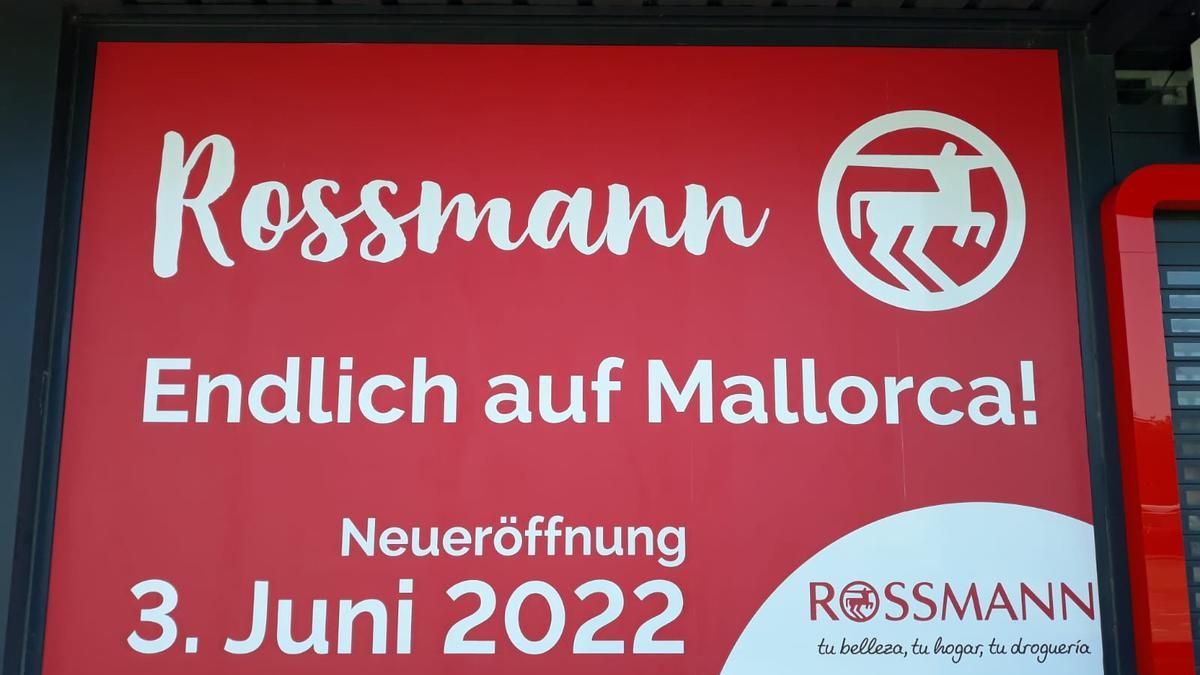 Rossmann
Endlich auf Mallorca!
Neueröffnung
3. Juni 2022
ROSSMANN
tu belleza, tu hogar, tu droguería